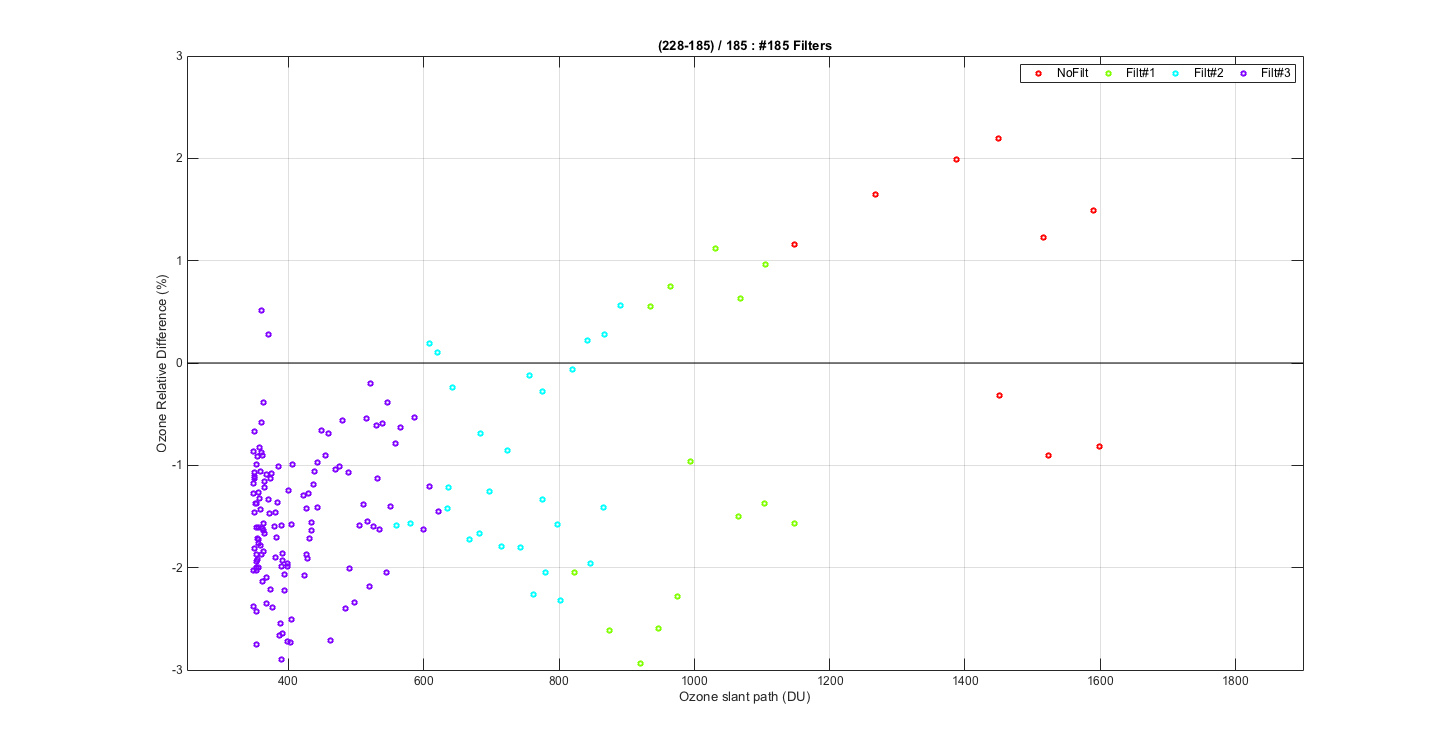 (228-185) / 185 : #185 Filters
NoFilt Filt#1 Filt#2 Filt#3
Ozone Relative Difference (%)
3
2
1
0
-1
-2
-3
400 600 800 1000 1200 1400 1600 1800
Ozone slant path (DU)